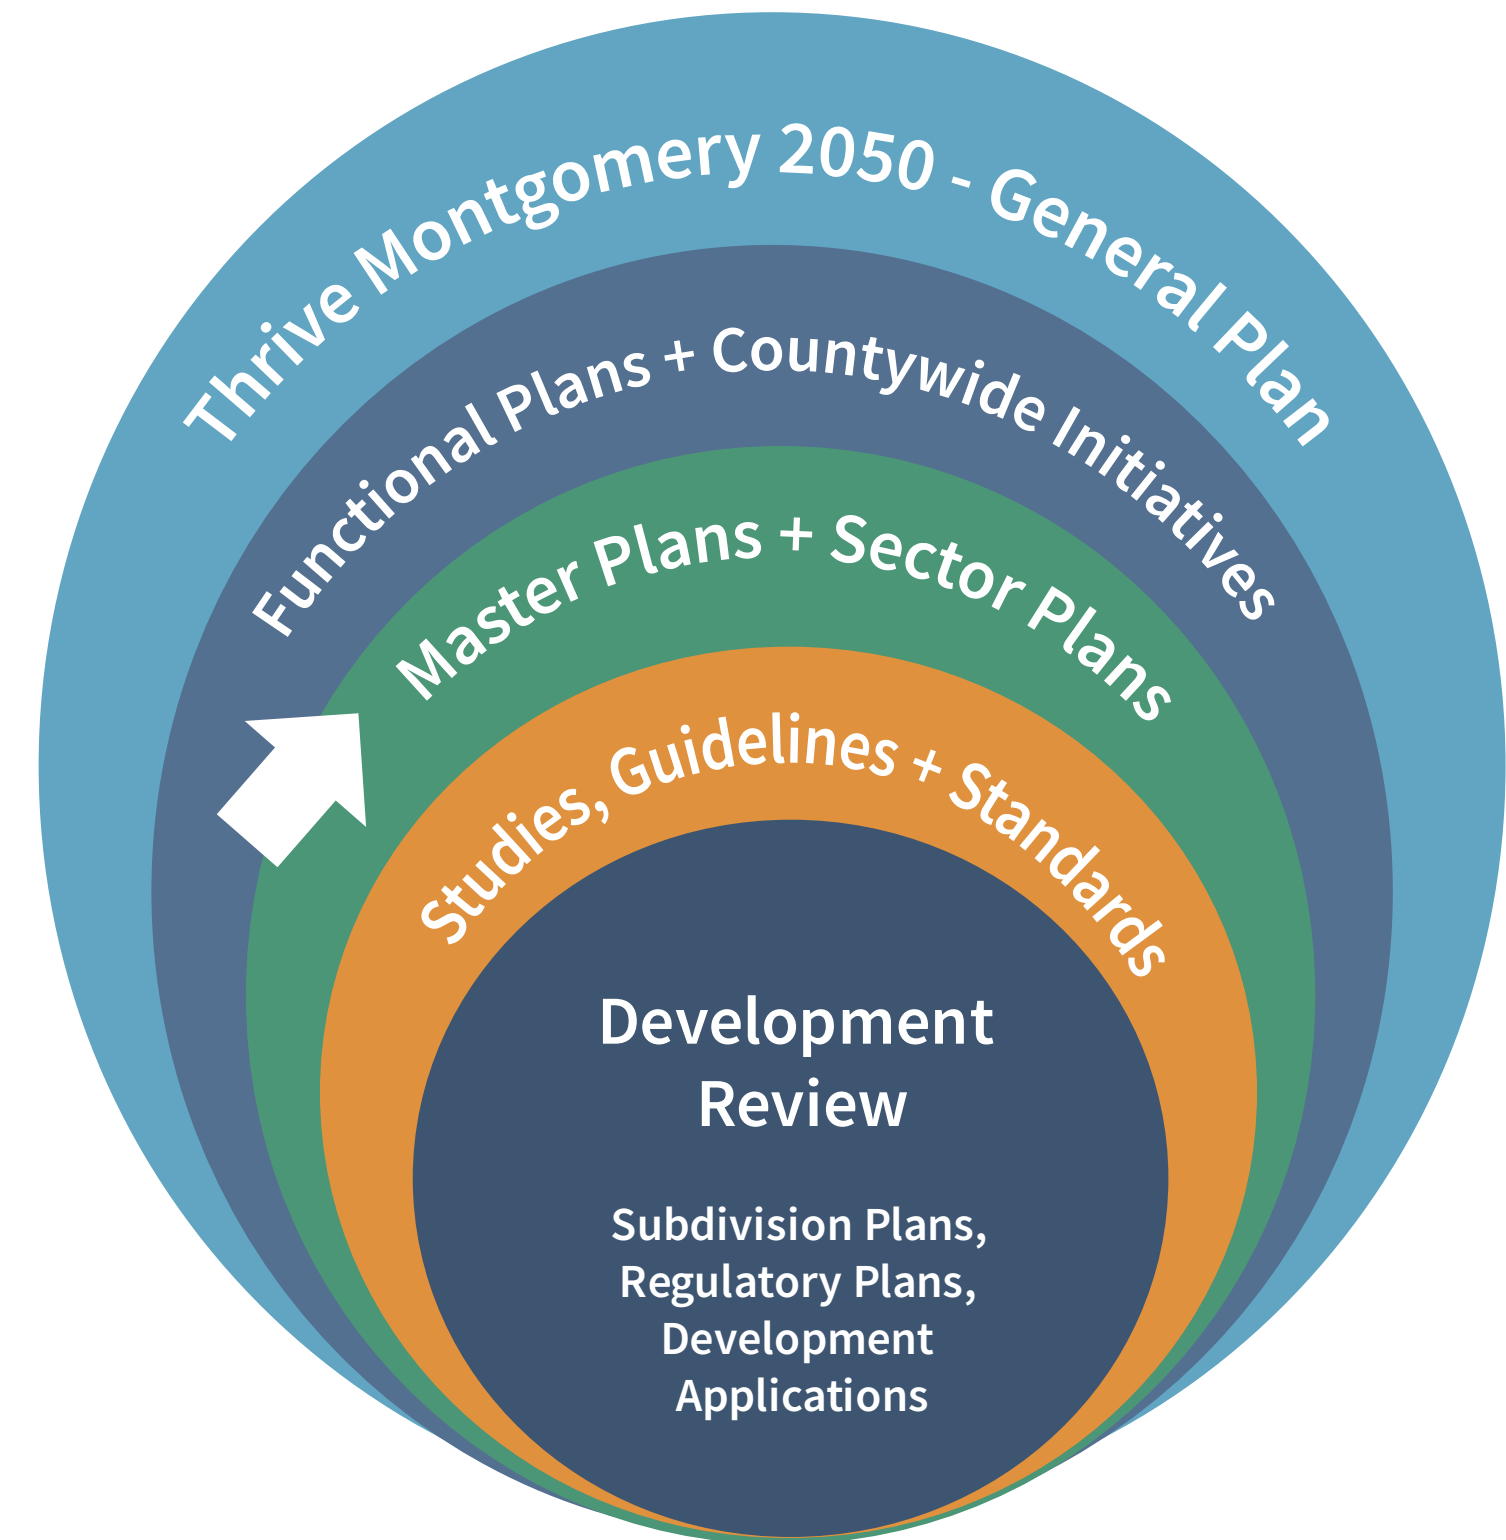 Thrive Montgomery 2050 - General Plan
Functional Plans + Countywide Initiatives
Master Plans + Sector Plans
Studies, Guidelines + Standards
Development
Review
Subdivision Plans,
Regulatory Plans,
Development
Applications